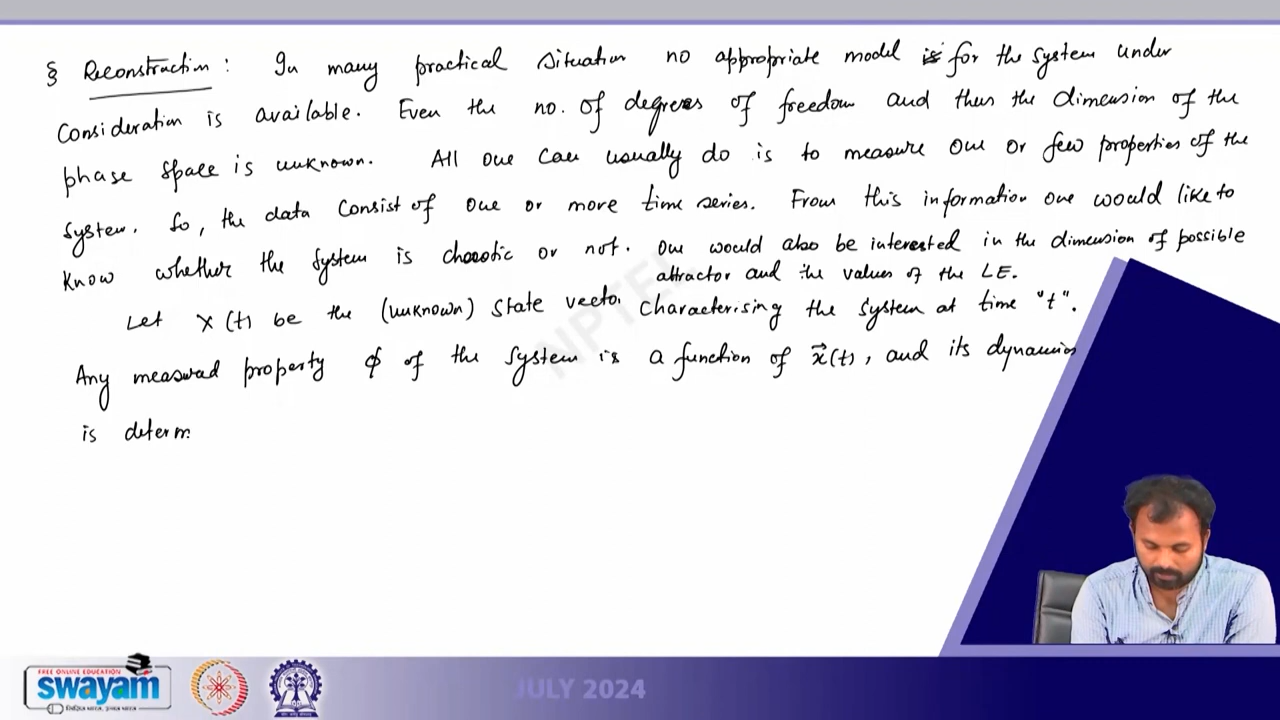 § Reconstruction : In many practical situation no appropriate model is for the system under
Consideration is available. Even the no. of degrees of freedom and thus the dimension of the
phase space is unknown. All one can usually do is to measure one or few properties of the
system. So, the data consist of one or more time series. From this information one would like to
know whether the system is chaotic or not. One would also be interested in the dimension of possible
attractor and the values of the LE.
Let X(t) be the (unknown) state vector characterising the system at time "t".
Any measured property ϕ of the system is a function of x⃗(t), and its dynamics
is determ
NPTEL
FREE ONLINE EDUCATION
swayam
JULY 2024